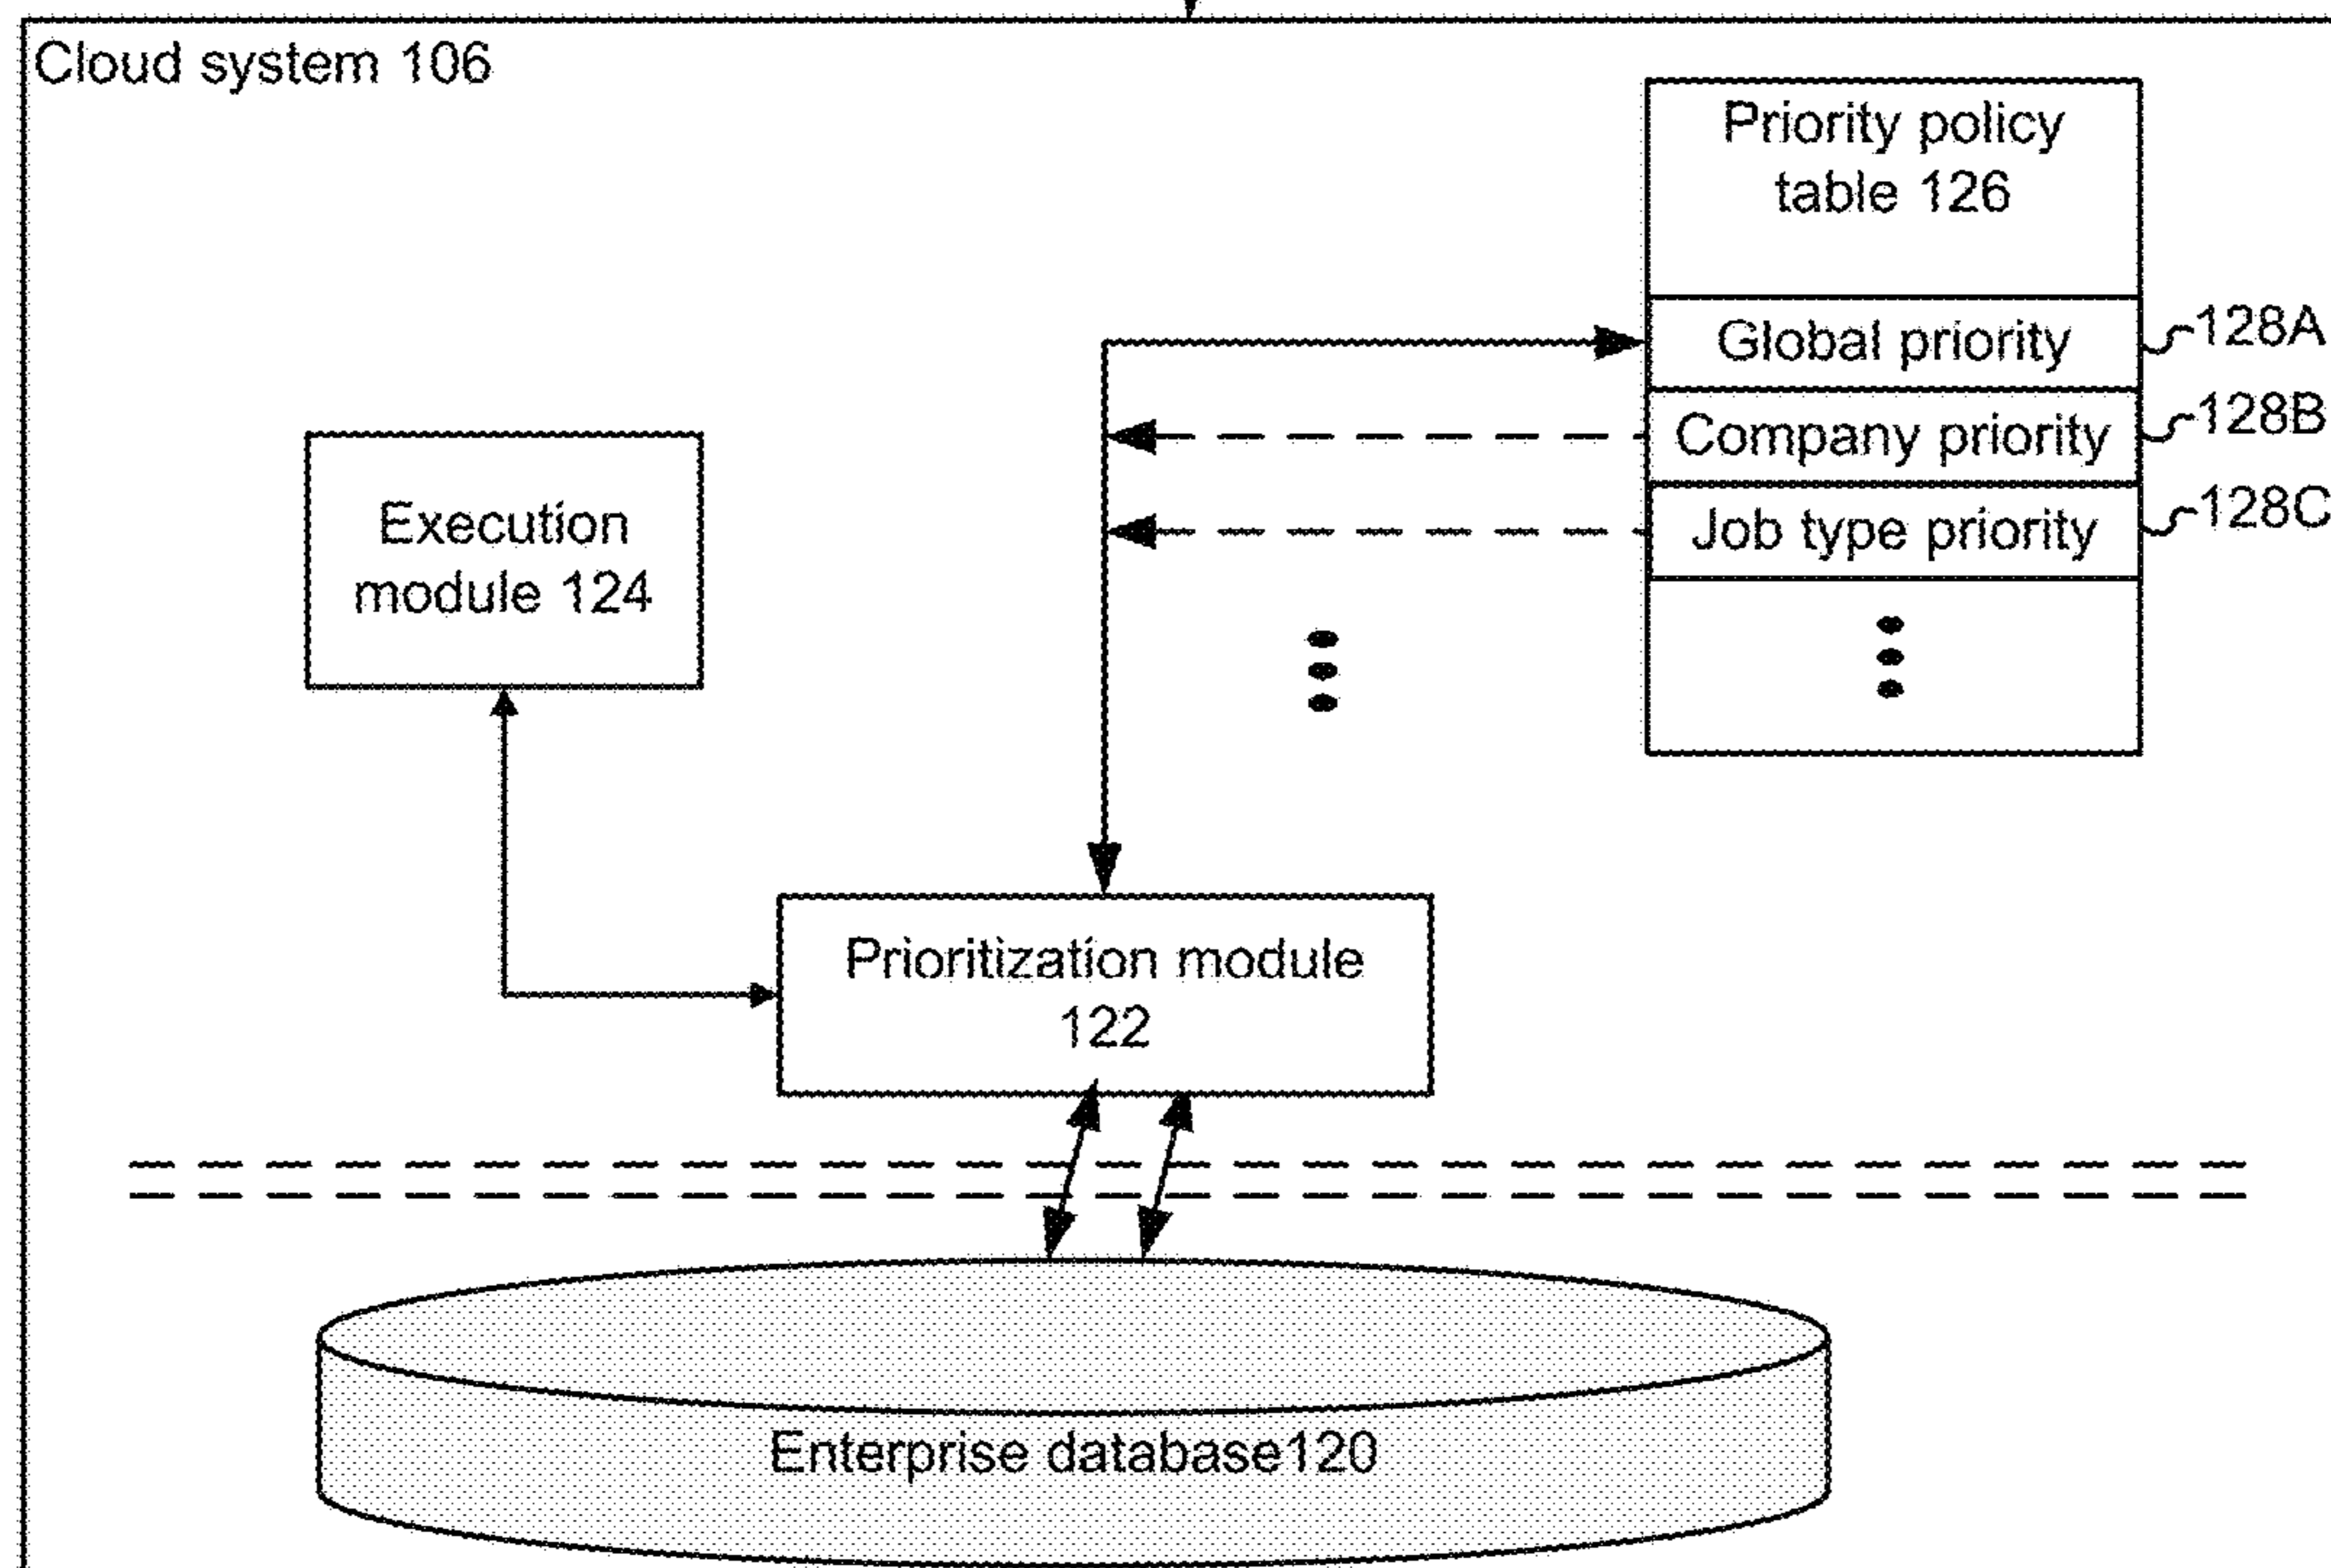 Cloud system 106
Priority policy
table 126
Global priority
128A
Company priority
128B
Job type priority
128C
Execution
module 124
Prioritization module
122
Enterprise database120